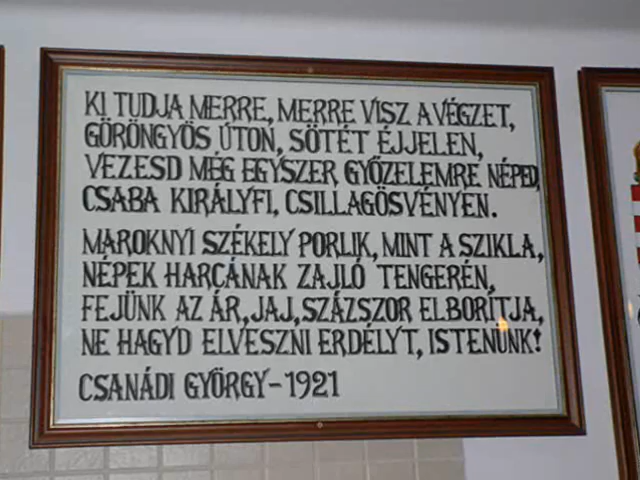 KI TUDJA MERRE, MERRE VISZ A VÉGZET,
GÖRÖNGYÖS ÚTON, SÖTÉT ÉJJELEN,
VEZESD MÉG EGYSZER GYŐZELEMRE NÉPED,
CSABA KIRÁLYFI, CSILLAGÖSVÉNYEN.
MAROKNYI SZÉKELY PORLIK, MINT A SZIKLA,
NÉPEK HARCÁNAK ZAJLÓ TENGERÉN,
FEJÜNK AZ ÁR, JAJ, SZÁZSZOR ELBORÍTJA,
NE HAGYD ELVESZNI ERDÉLYT, ISTENÜNK!
CSANÁDI GYÖRGY-1921